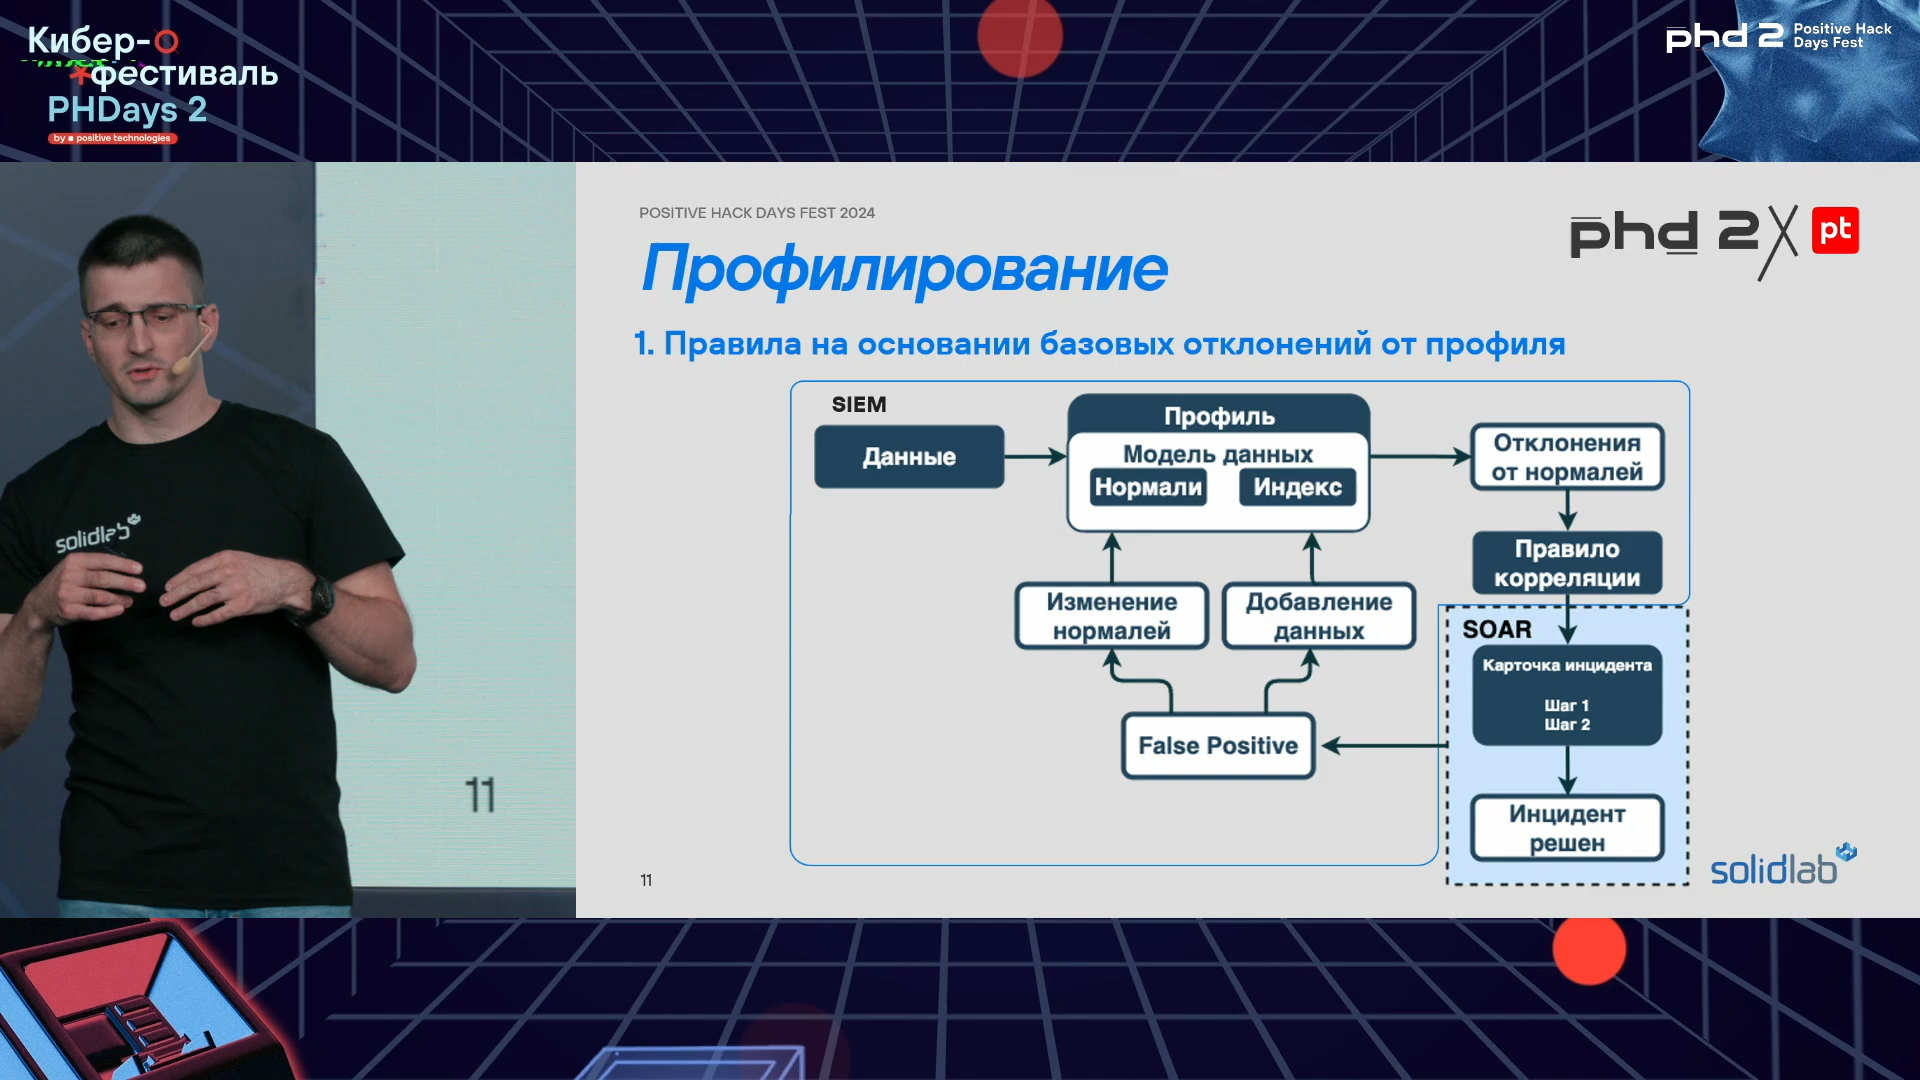 Кибер-
фестиваль
PHDays 2
by positive technologies
phd 2 Positive Hack
Days Fest
solidlab
11
POSITIVE HACK DAYS FEST 2024
phd 2 pt
Профилирование
1. Правила на основании базовых отклонений от профиля
SIEM
Данные
Профиль
Модель данных
Нормали Индекс
Отклонения
от нормалей
Правило
корреляции
Изменение
нормалей
Добавление
данных
SOAR
Карточка инцидента
Шаг 1
Шаг 2
False Positive
Инцидент
решен
11
solidlab